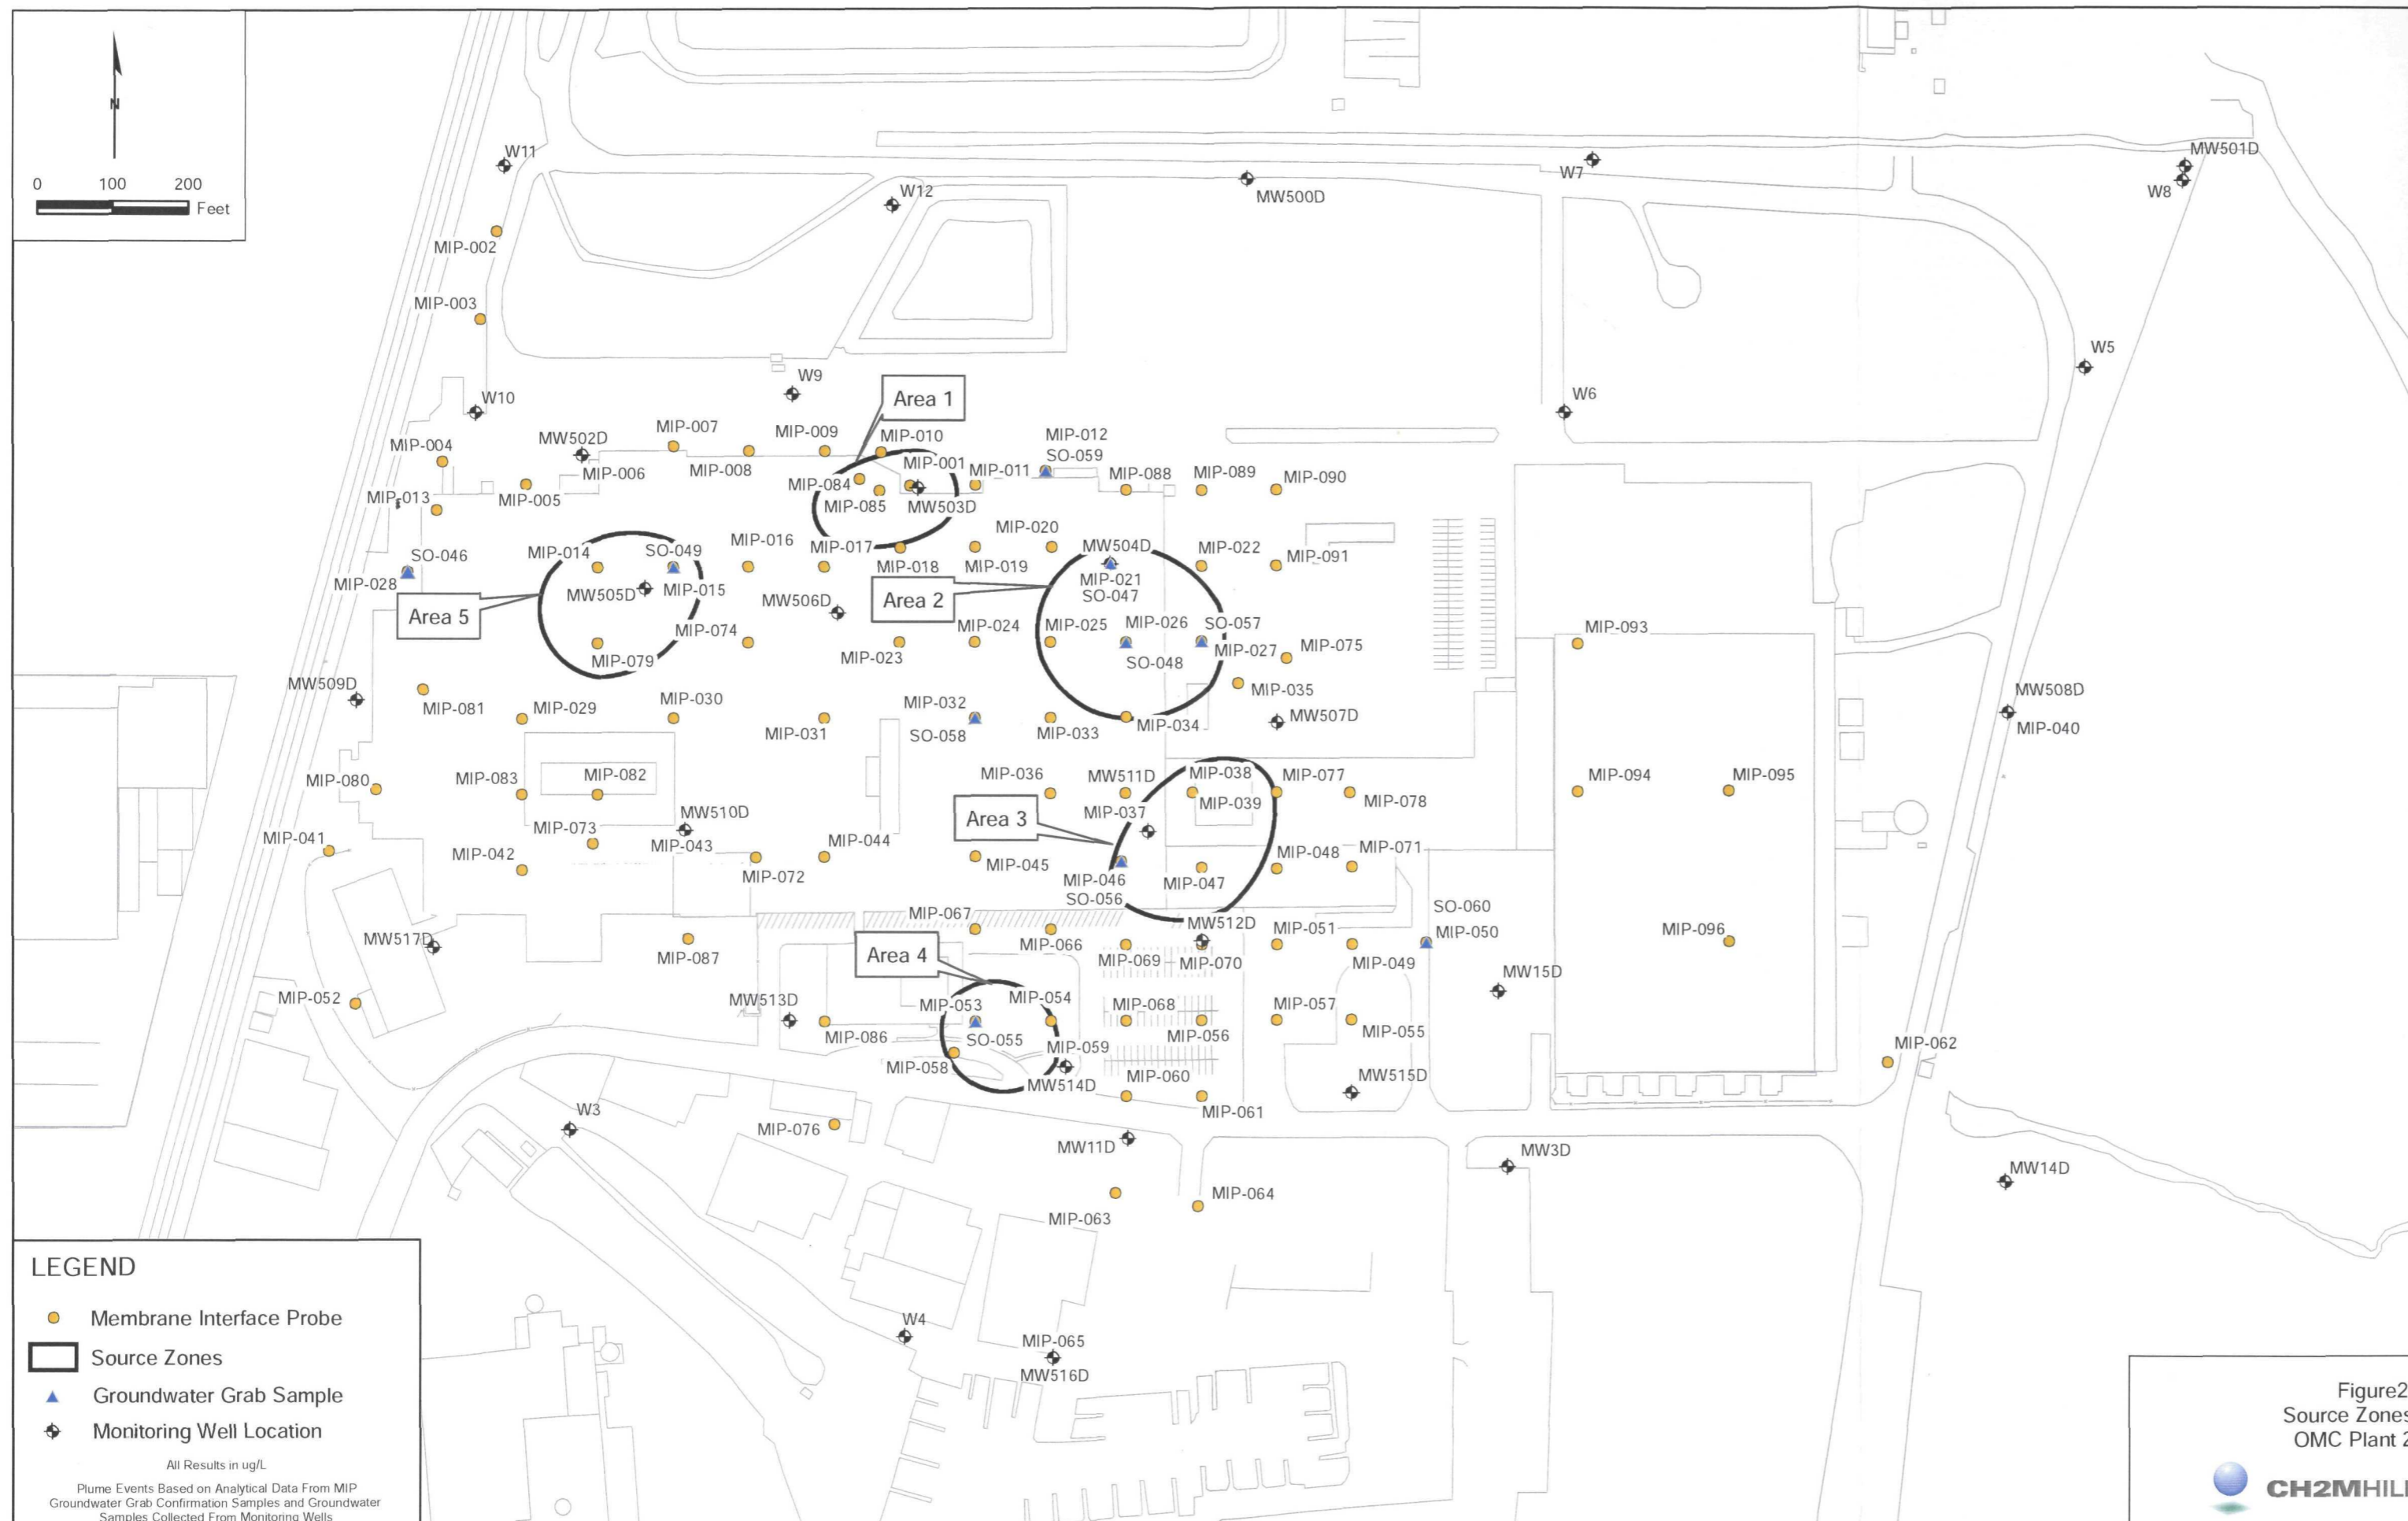 N
0 100 200
Feet
W11
W12
MW500D
W7
MW501D
W8
MIP-002
MIP-003
W5
W9
W6
W10
Area 1
MIP-007
MIP-009
MIP-010
MIP-012
SO-059
MIP-004
MW502D
MIP-006
MIP-008
MIP-001
MIP-011
MIP-088
MIP-089
MIP-090
MIP-005
MIP-013
MIP-084
MIP-085
MW503D
MIP-020
SO-046
MIP-028
MIP-014
SO-049
MIP-016
MIP-017
MIP-018
MIP-019
MW504D
MIP-021
SO-047
MIP-022
MIP-091
Area 5
MW505D
MIP-015
MW506D
Area 2
MIP-074
MIP-024
MIP-025
MIP-026
SO-057
MIP-093
MIP-079
MIP-023
SO-048
MIP-027
MIP-075
MW509D
MIP-081
MIP-029
MIP-030
MIP-032
MIP-035
MW508D
MIP-040
MIP-031
SO-058
MIP-033
MIP-034
MW507D
MIP-080
MIP-083
MIP-082
MIP-036
MW511D
MIP-038
MIP-077
MIP-094
MIP-095
MIP-039
MIP-078
MW510D
Area 3
MIP-037
MIP-041
MIP-073
MIP-043
MIP-042
MIP-044
MIP-072
MIP-045
MIP-048
MIP-071
MIP-046
SO-056
MIP-047
MIP-067
SO-060
MIP-050
MW517D
MIP-087
Area 4
MIP-066
MIP-069
MW512D
MIP-070
MIP-051
MIP-049
MIP-096
MW15D
MIP-052
MW513D
MIP-053
MIP-054
MIP-068
MIP-057
MIP-086
SO-055
MIP-056
MIP-055
MIP-059
MIP-058
MIP-062
MW514D
MIP-060
MW515D
MIP-061
W3
MIP-076
MW11D
MW3D
MW14D
MIP-063
MIP-064
W4
MIP-065
MW516D
LEGEND
Membrane Interface Probe
Source Zones
Groundwater Grab Sample
Monitoring Well Location
All Results in ug/L
Plume Events Based on Analytical Data From MIP
Groundwater Grab Confirmation Samples and Groundwater
Samples Collected From Monitoring Wells
Figure2
Source Zones
OMC Plant 2
CH2MHILL